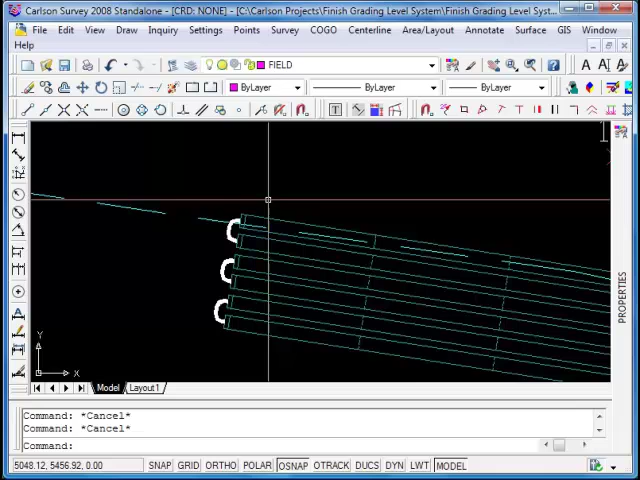 Carlson Survey 2008 Standalone - [CRD: NONE] - [C:\Carlson Projects\Finish Grading Level System\Finish Grading Level Syst...
File Edit View Draw Inquiry Settings Points Survey COGO Centerline Area/Layout Annotate Surface GIS Window
Help
FIELD
ByLayer ByLayer ByLayer
PROPERTIES
Y
X
Model Layout1
Command: *Cancel*
Command: *Cancel*
Command:
5048.12, 5456.92, 0.00 SNAP GRID ORTHO POLAR OSNAP OTRACK DUCS DYN LWT MODEL